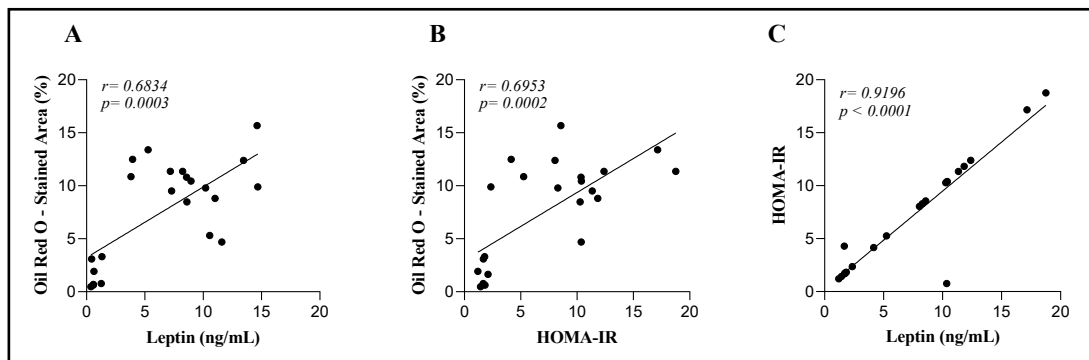 A
r= 0.6834
p= 0.0003
Oil Red O - Stained Area (%)
20
15
10
5
0
0 5 10 15 20
Leptin (ng/mL)
B
r= 0.6953
p= 0.0002
Oil Red O - Stained Area (%)
20
15
10
5
0
0 5 10 15 20
HOMA-IR
C
r= 0.9196
p < 0.0001
HOMA-IR
20
15
10
5
0
0 5 10 15 20
Leptin (ng/mL)